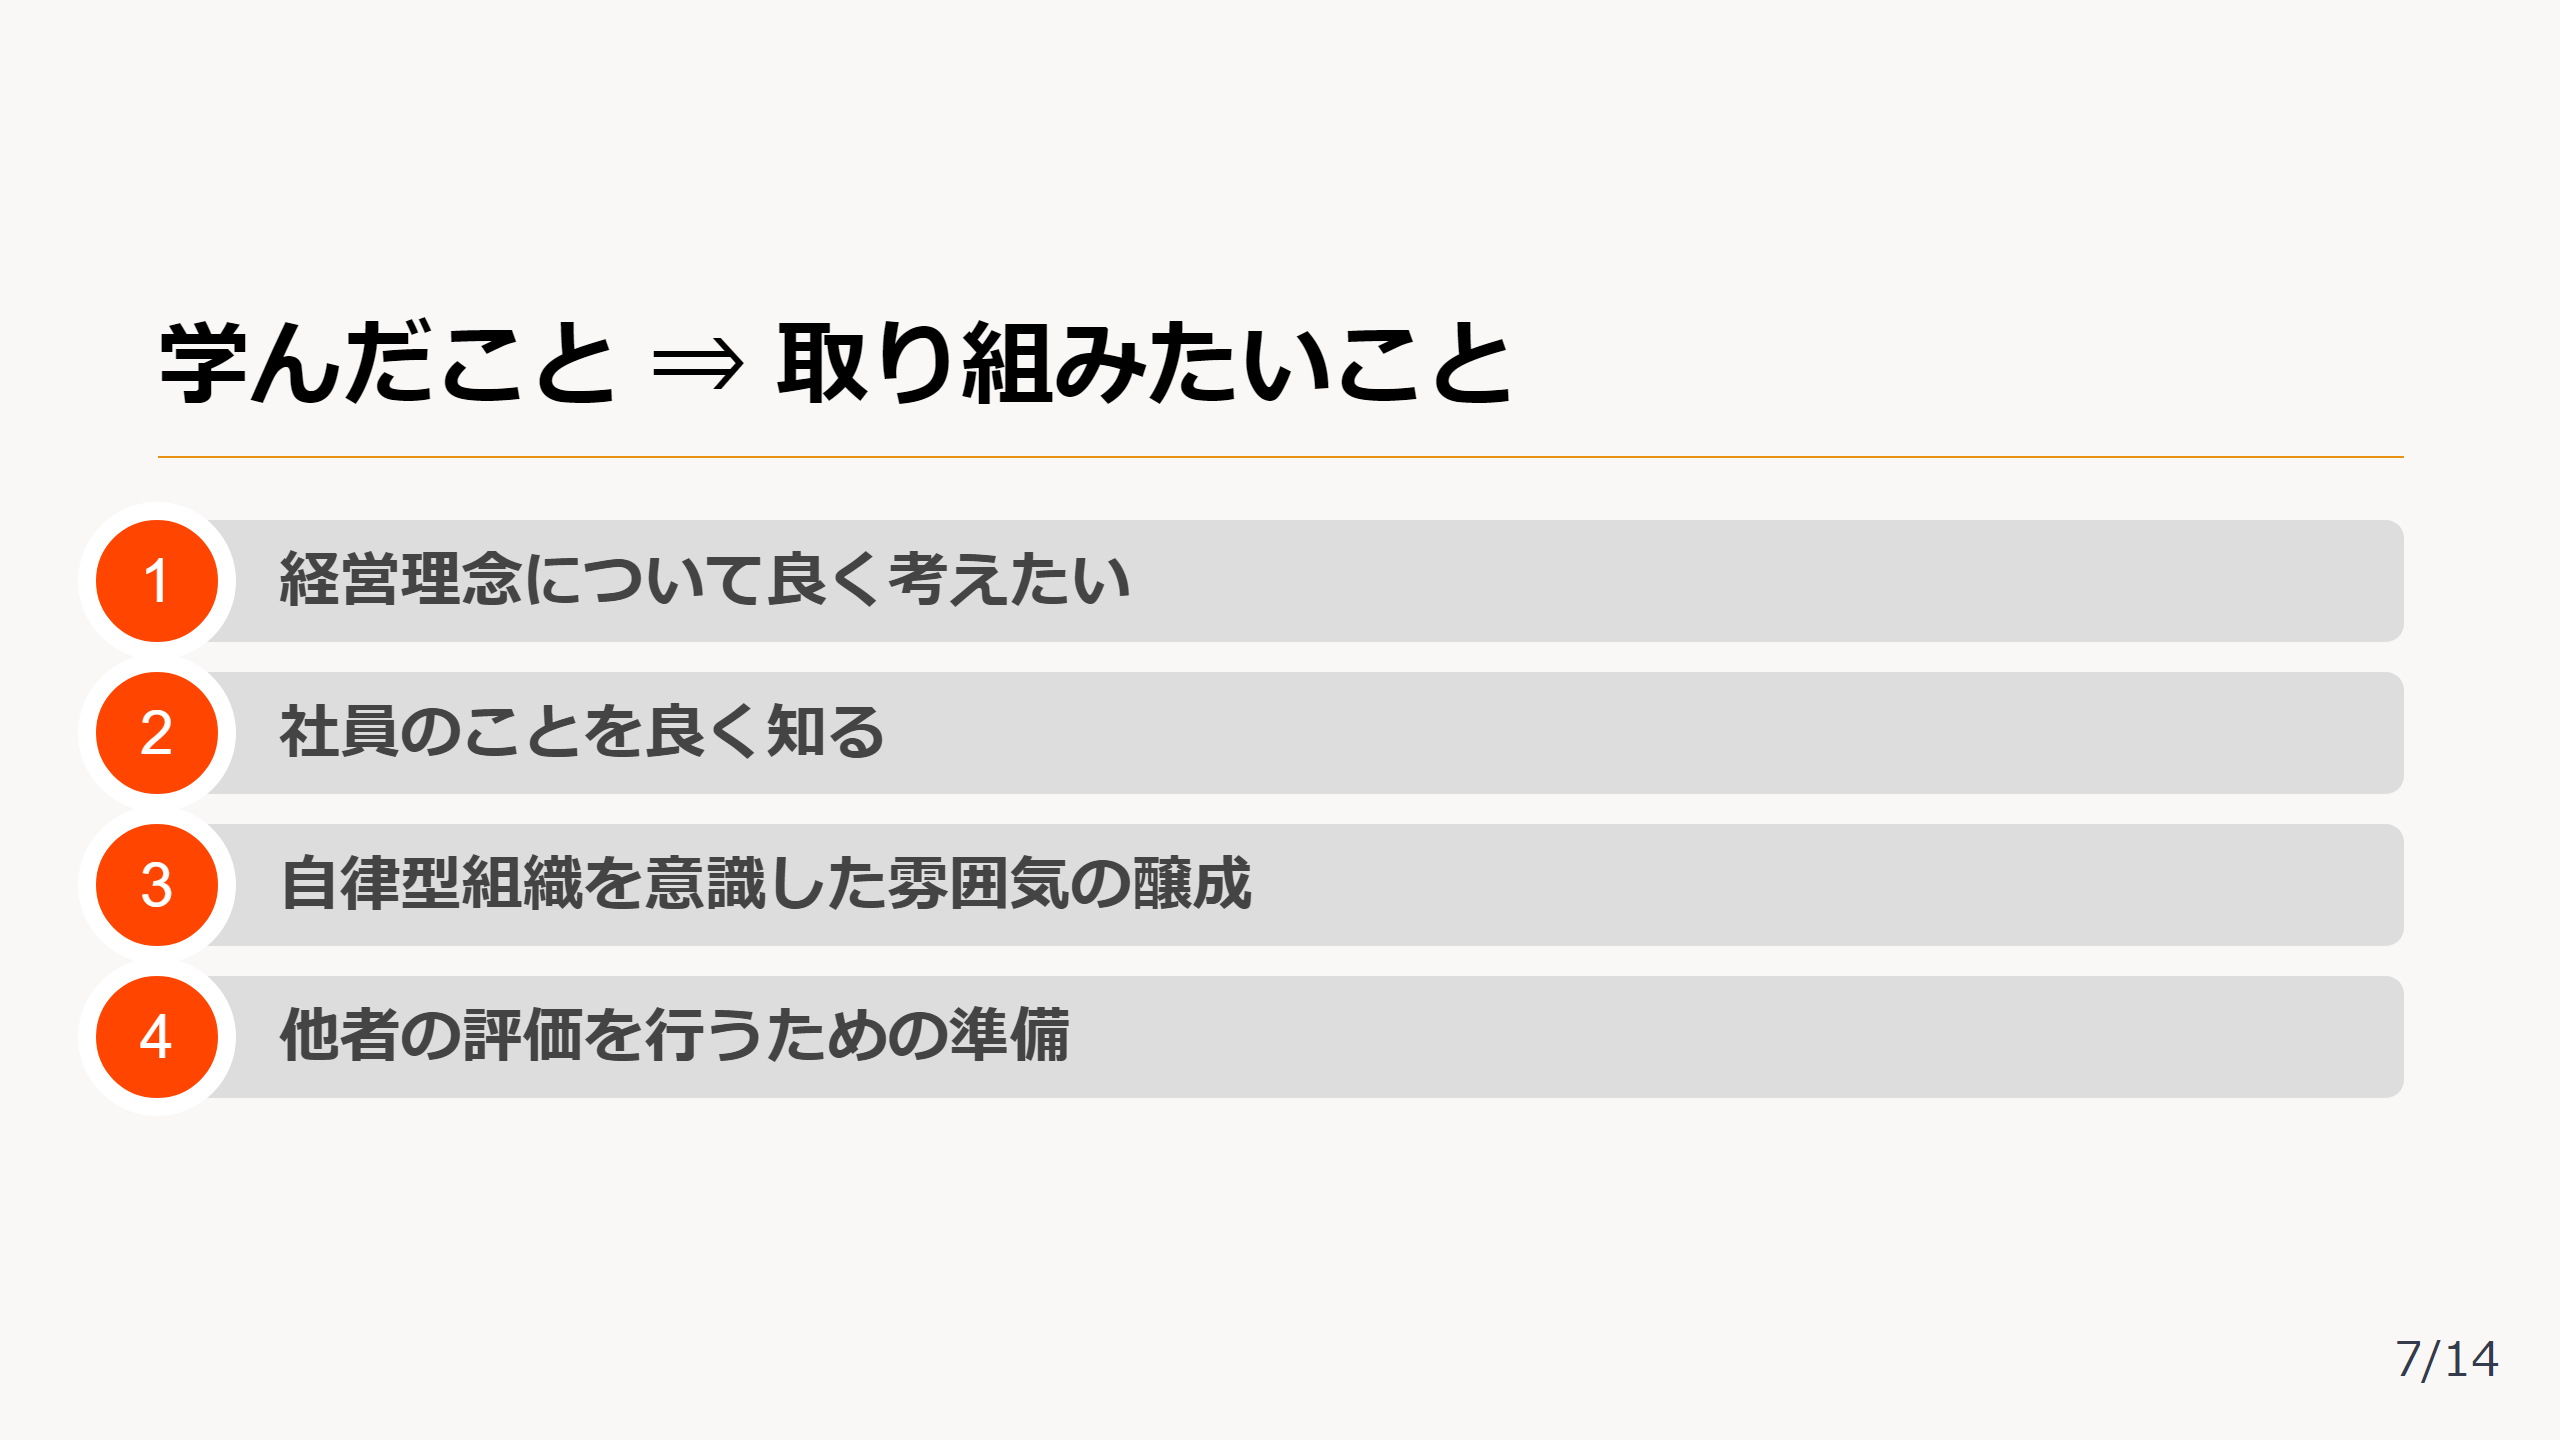 学んだこと ⇒ 取り組みたいこと
1 経営理念について良く考えたい
2 社員のことを良く知る
3 自律型組織を意識した雰囲気の醸成
4 他者の評価を行うための準備
7/14